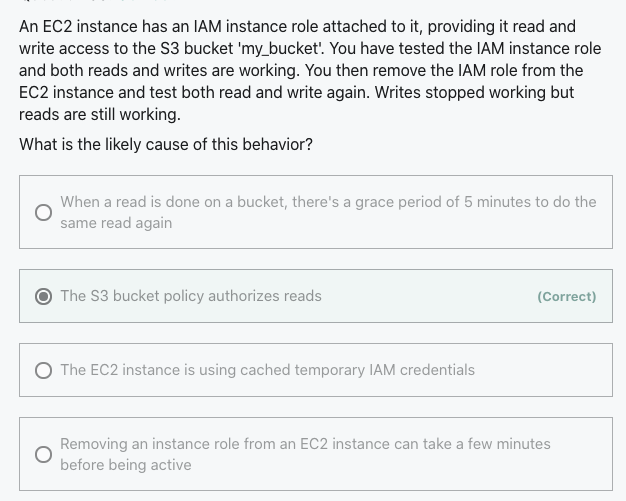 An EC2 instance has an IAM instance role attached to it, providing it read and
write access to the S3 bucket 'my_bucket'. You have tested the IAM instance role
and both reads and writes are working. You then remove the IAM role from the
EC2 instance and test both read and write again. Writes stopped working but
reads are still working.
What is the likely cause of this behavior?
When a read is done on a bucket, there's a grace period of 5 minutes to do the
same read again
The S3 bucket policy authorizes reads (Correct)
The EC2 instance is using cached temporary IAM credentials
Removing an instance role from an EC2 instance can take a few minutes
before being active